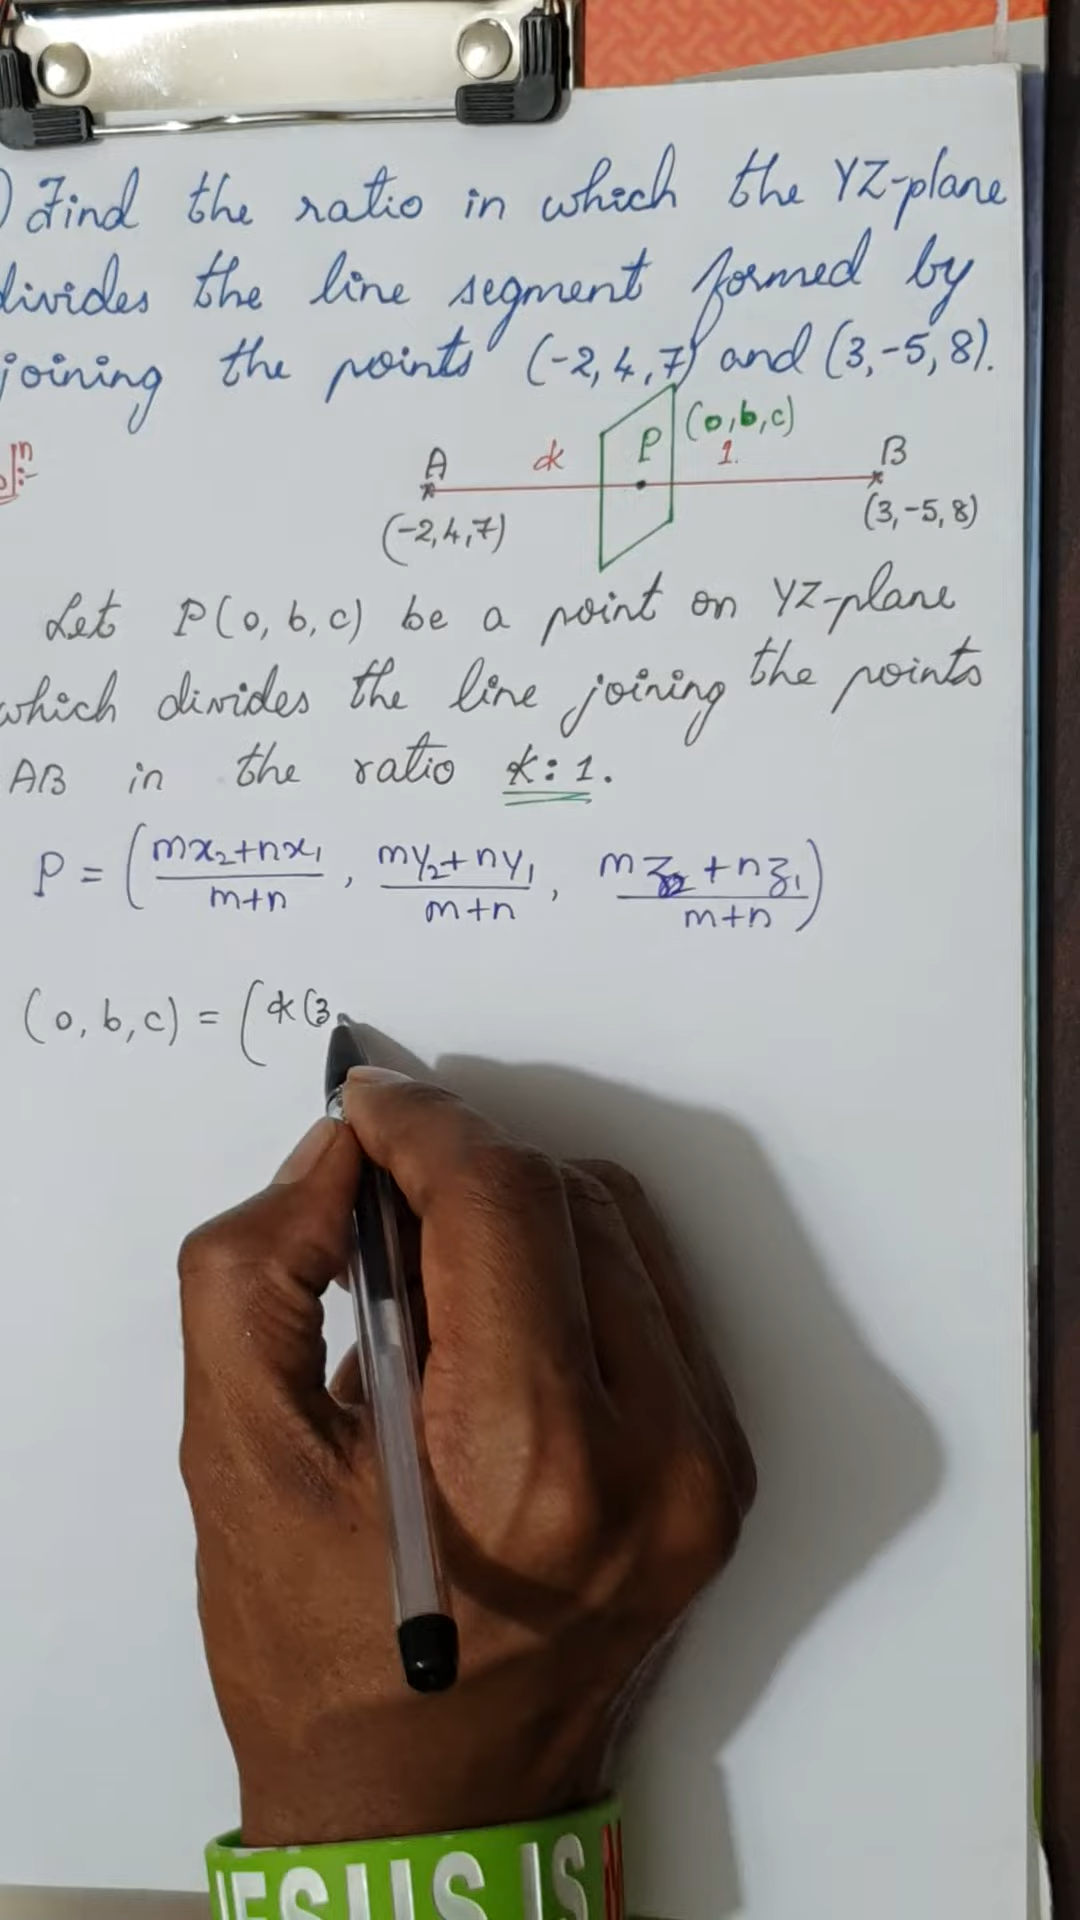 ) Find the ratio in which the YZ-plane
divides the line segment formed by
joining the points (-2, 4, 7) and (3, -5, 8).
(0, b, c)
A k P 1. B
(-2, 4, 7) (3, -5, 8)
Let P(0, b, c) be a point on YZ-plane
which divides the line joining the points
AB in the ratio k : 1.
P = ( mx₂+nx₁ / m+n , my₂+ny₁ / m+n , mz₂+nz₁ / m+n )
(0, b, c) = ( k(3
JESUS IS